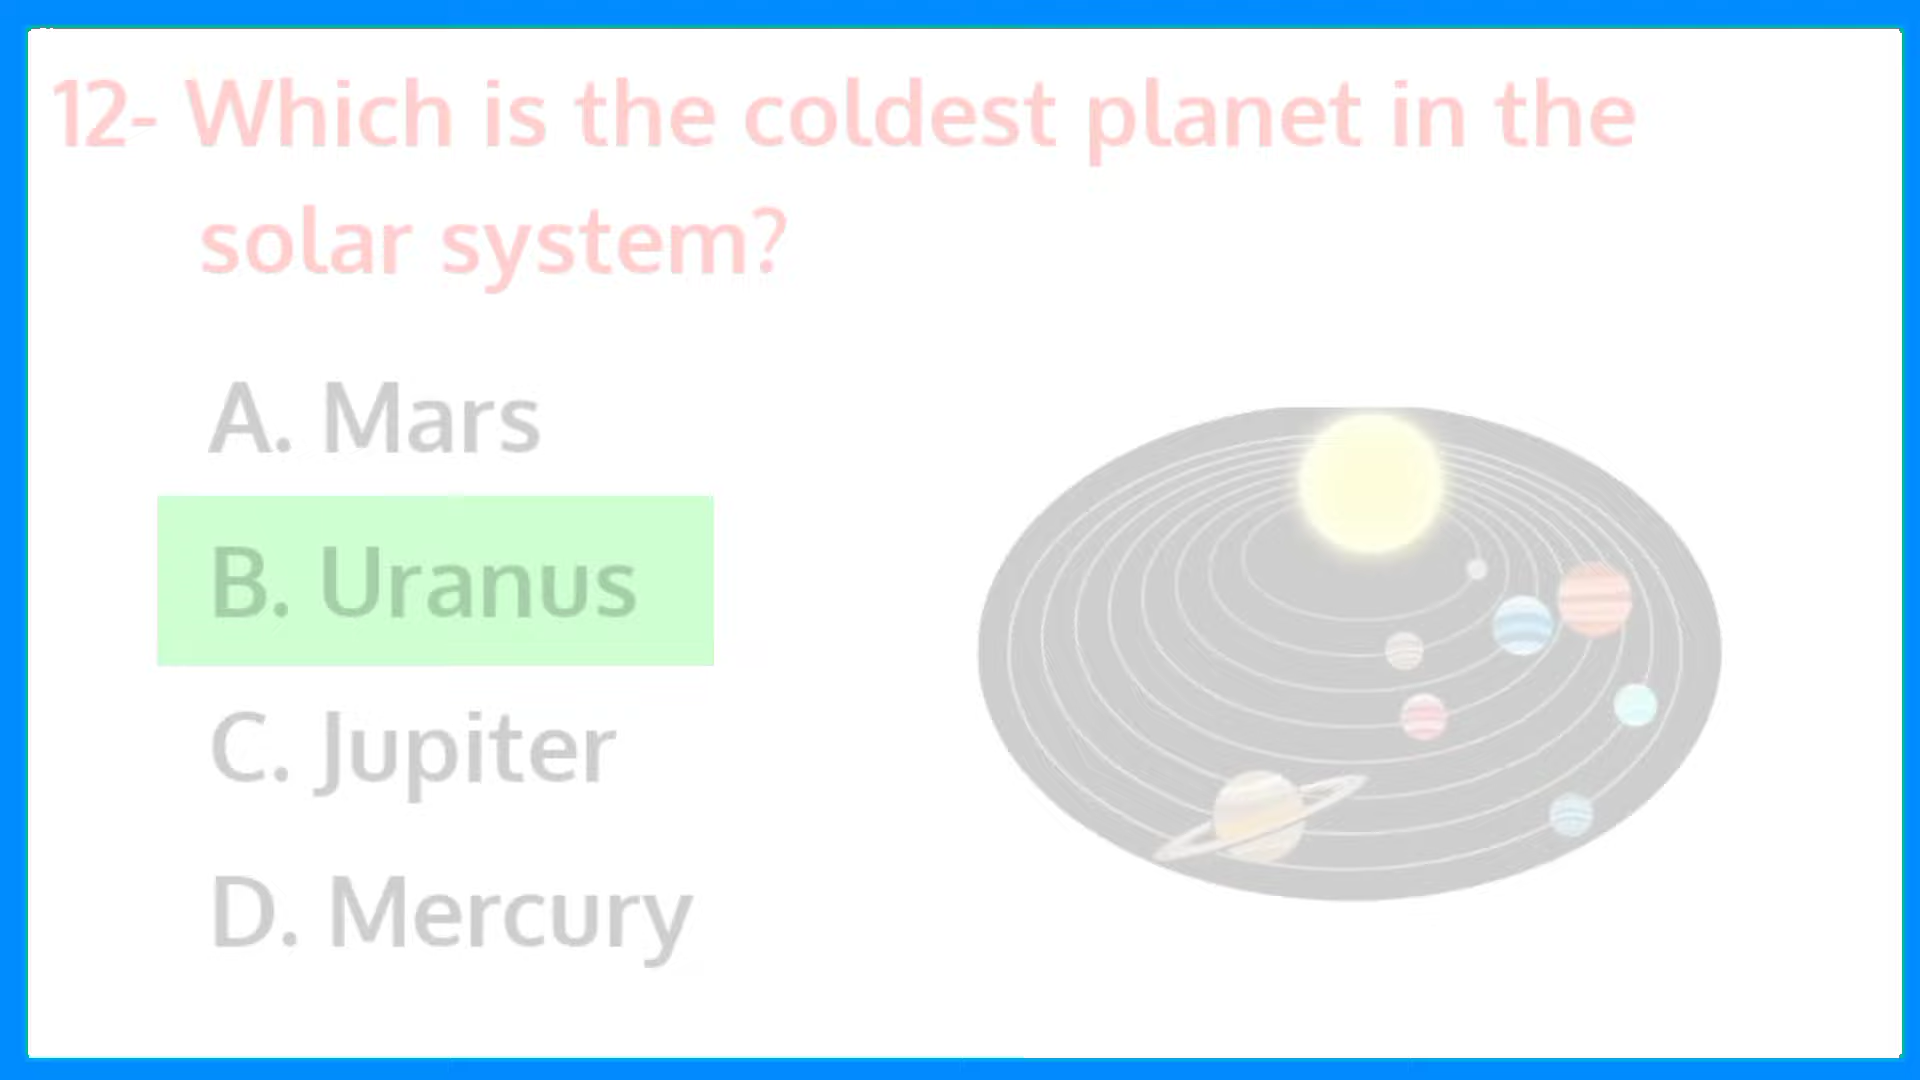 12- Which is the coldest planet in the
solar system?
A. Mars
B. Uranus
C. Jupiter
D. Mercury